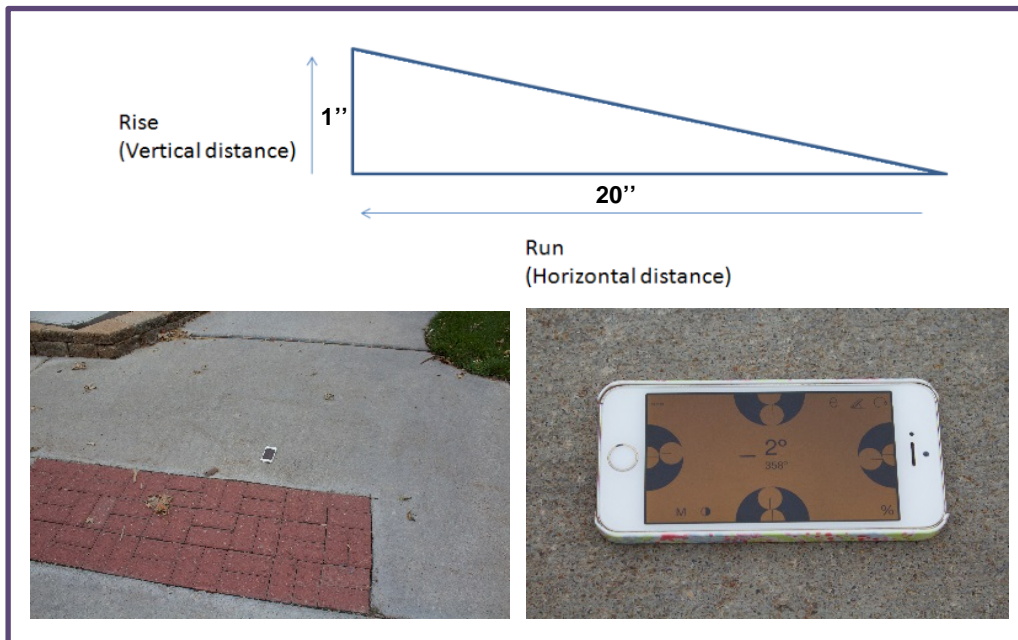 Rise
(Vertical distance)
1’’
20’’
Run
(Horizontal distance)
– 2°
358°
M
%